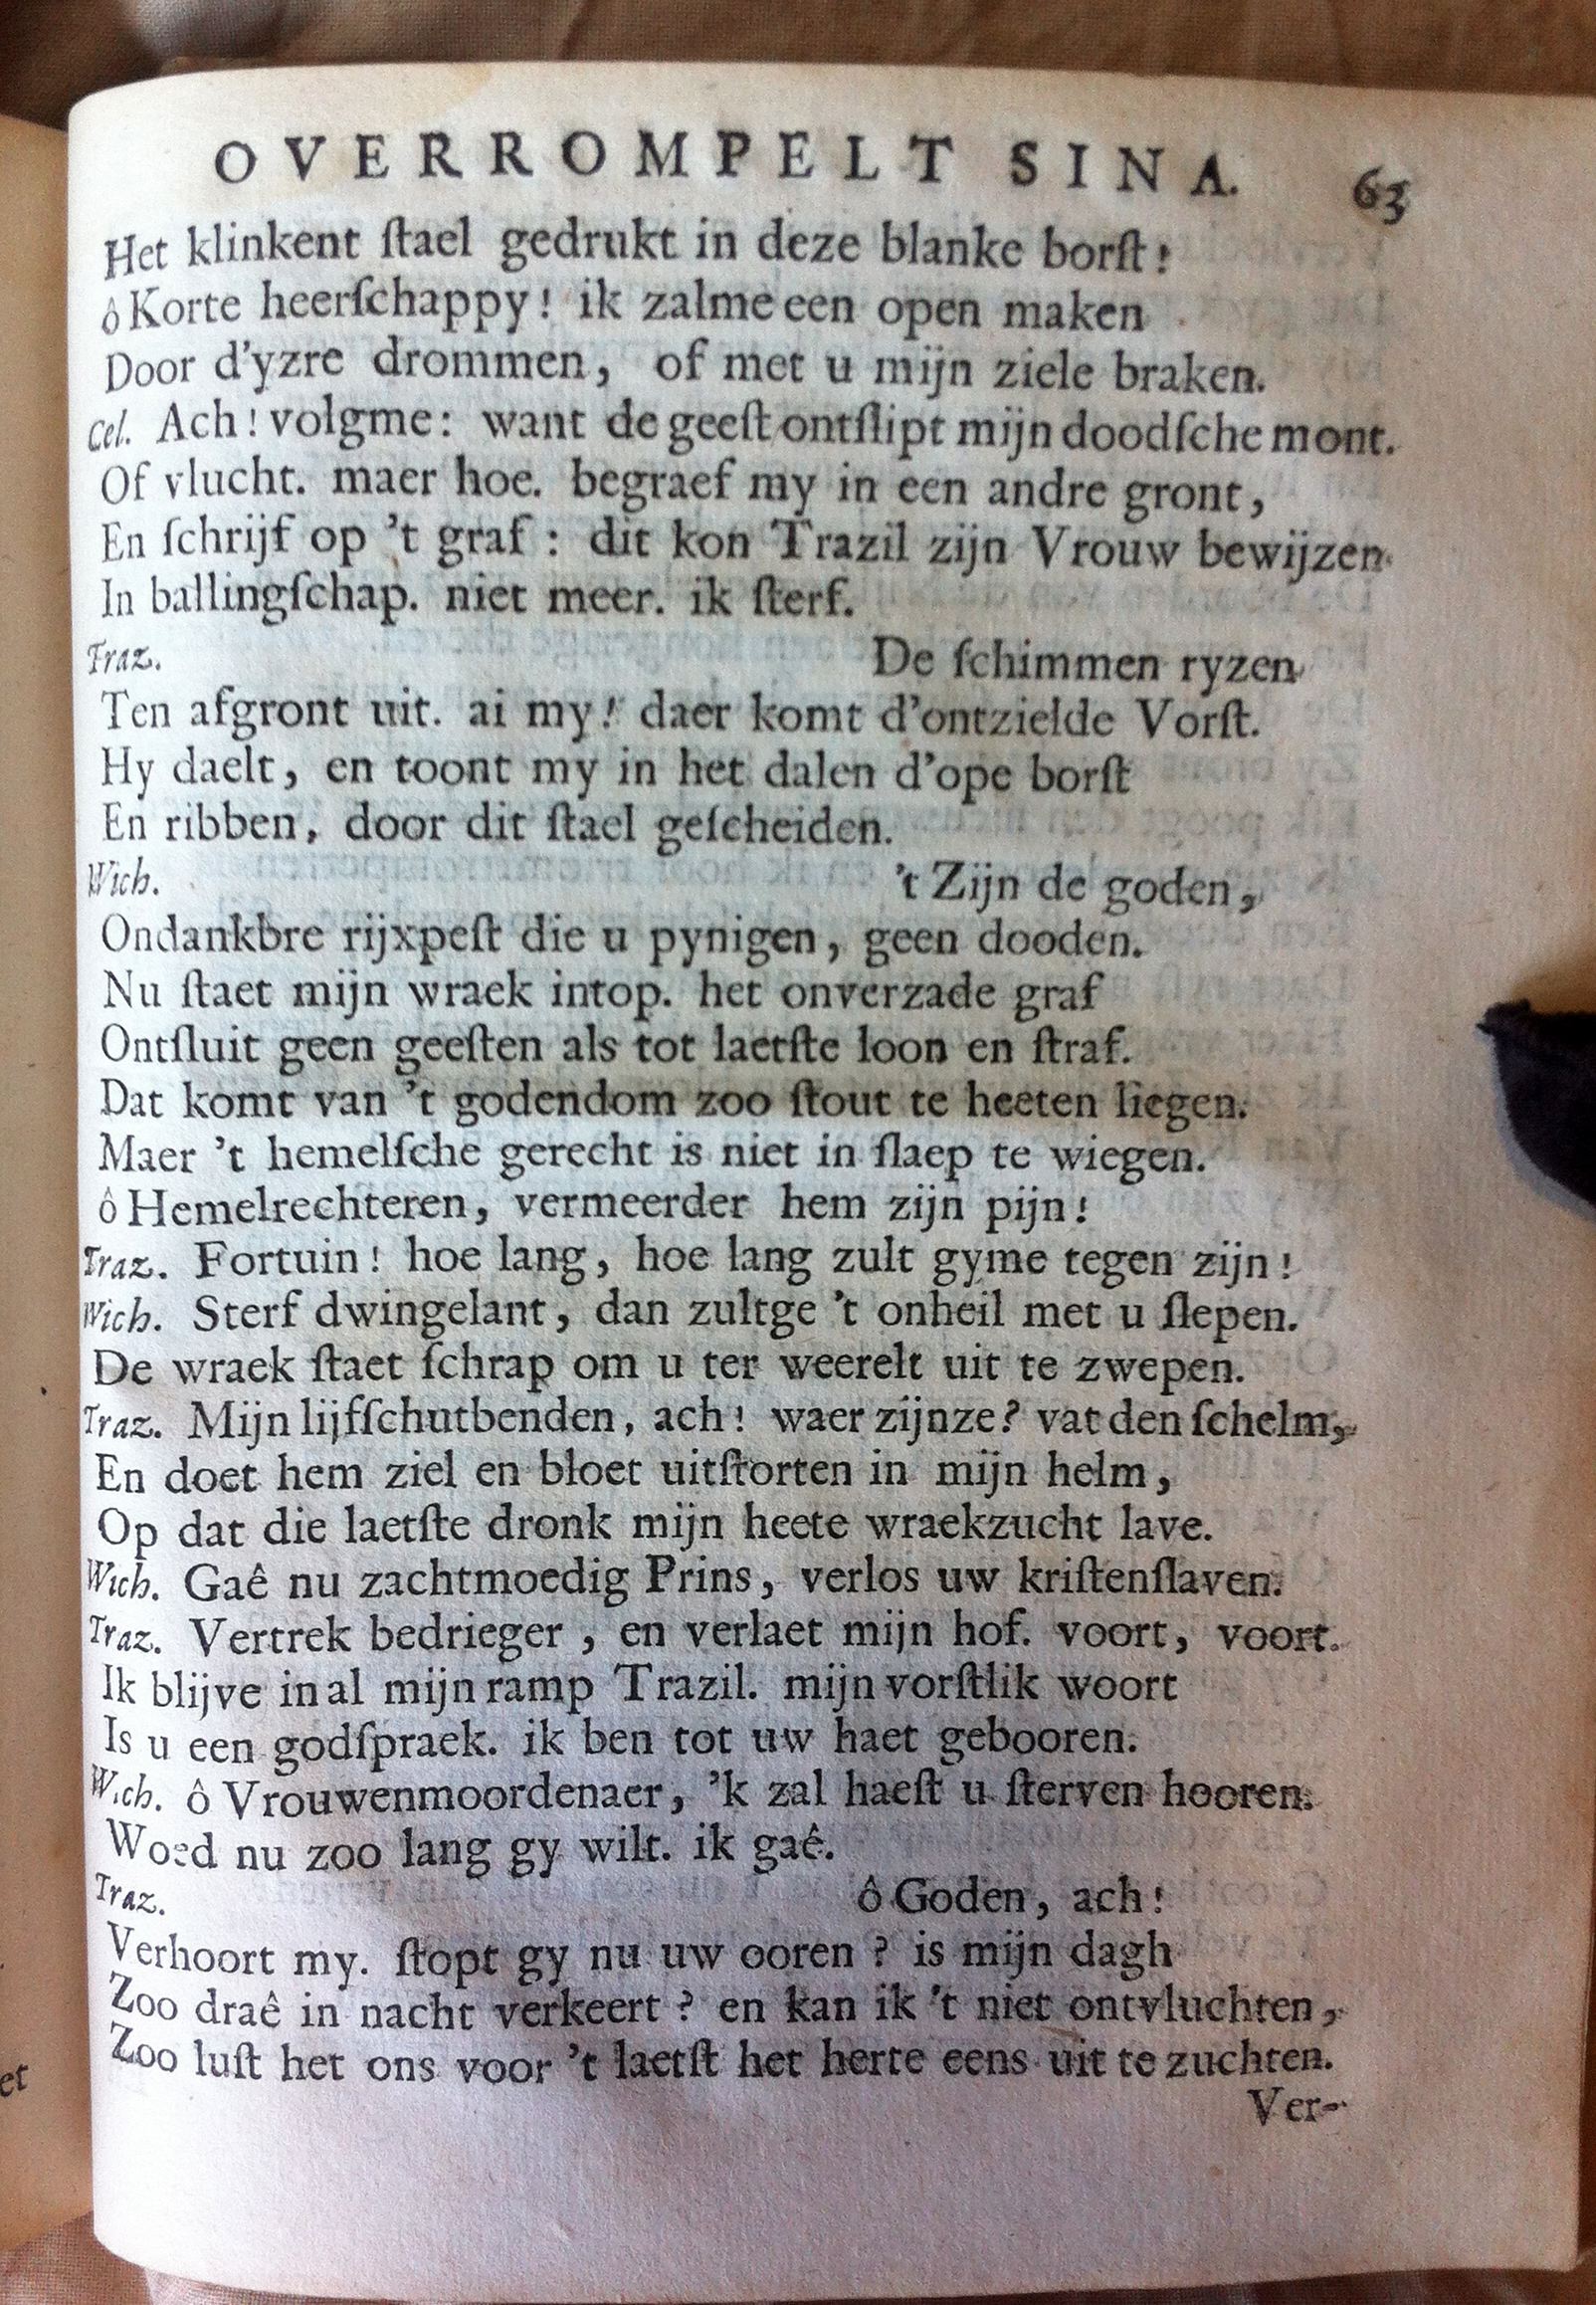 OVERROMPELT SINA. 63
Het klinkent ſtael gedrukt in deze blanke borſt!
ô Korte heerſchappy! ik zalme een open maken
Door d'yzre drommen, of met u mijn ziele braken.
Cel. Ach! volgme: want de geeſt ontſlipt mijn doodſche mont.
Of vlucht. maer hoe. begraef my in een andre gront,
En ſchrijf op 't graf: dit kon Trazil zijn Vrouw bewijzen
In ballingſchap. niet meer. ik ſterf.
Traz. De ſchimmen ryzen
Ten afgront uit. ai my! daer komt d'ontzielde Vorſt.
Hy daelt, en toont my in het dalen d'ope borſt
En ribben, door dit ſtael geſcheiden.
Wich. 't Zijn de goden,
Ondankbre rijxpeſt die u pynigen, geen dooden.
Nu ſtaet mijn wraek intop. het onverzade graf
Ontſluit geen geeſten als tot laetſte loon en ſtraf.
Dat komt van 't godendom zoo ſtout te heeten liegen.
Maer 't hemelſche gerecht is niet in ſlaep te wiegen.
ô Hemelrechteren, vermeerder hem zijn pijn!
Traz. Fortuin! hoe lang, hoe lang zult gyme tegen zijn!
Wich. Sterf dwingelant, dan zultge 't onheil met u ſlepen.
De wraek ſtaet ſchrap om u ter weerelt uit te zwepen.
Traz. Mijn lijfſchutbenden, ach! waer zijnze? vat den ſchelm,
En doet hem ziel en bloet uitſtorten in mijn helm,
Op dat die laetſte dronk mijn heete wraekzucht lave.
Wich. Gaê nu zachtmoedig Prins, verlos uw kriſtenſlaven.
Traz. Vertrek bedrieger, en verlaet mijn hof. voort, voort.
Ik blijve in al mijn ramp Trazil. mijn vorſtlik woort
Is u een godſpraek. ik ben tot uw haet gebooren.
Wich. ô Vrouwenmoordenaer, 'k zal haeſt u ſterven hooren.
Woed nu zoo lang gy wilt. ik gaê.
Traz. ô Goden, ach!
Verhoort my. ſtopt gy nu uw ooren? is mijn dagh
Zoo draê in nacht verkeert? en kan ik 't niet ontvluchten,
Zoo luſt het ons voor 't laetſt het herte eens uit te zuchten.
Ver-
et